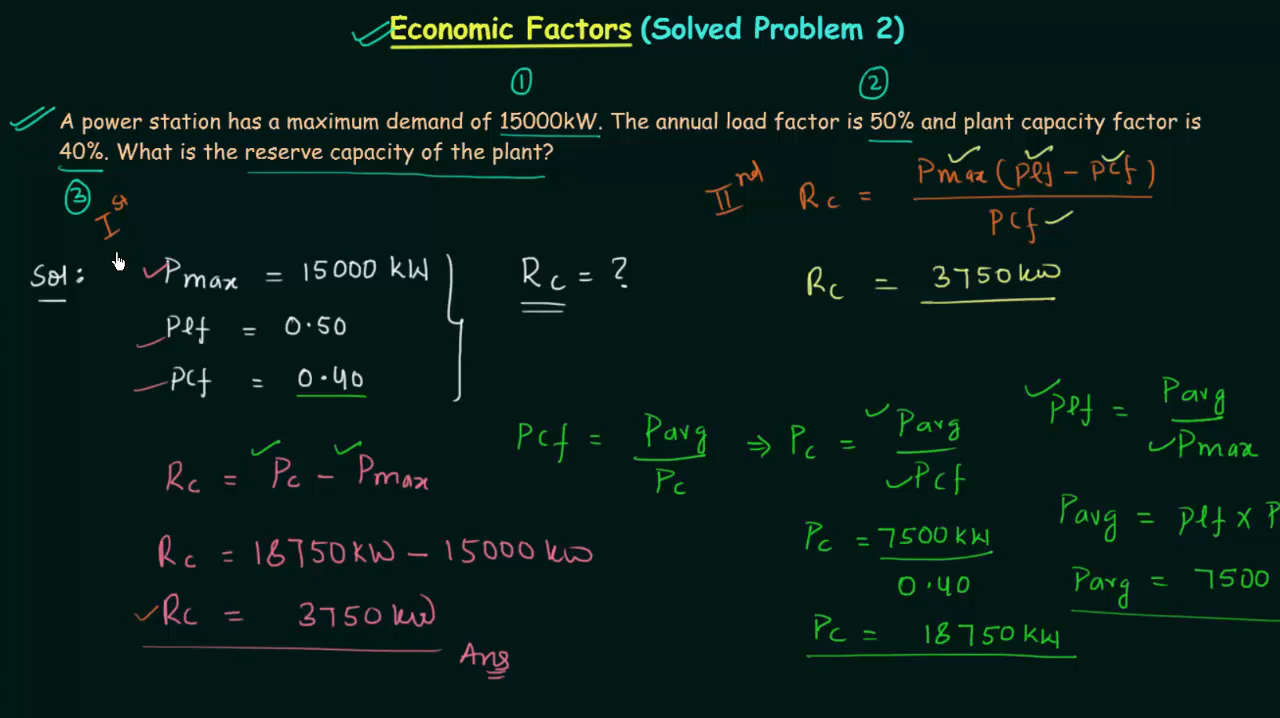 Economic Factors (Solved Problem 2)
① ②
A power station has a maximum demand of 15000kW. The annual load factor is 50% and plant capacity factor is
40%. What is the reserve capacity of the plant?
③
Ist
IInd Rc = Pmax (Plf - PCf) / PCf
Rc = 3750 kW
Sol: Pmax = 15000 kW
Rc = ?
Plf = 0.50
PCf = 0.40
Rc = Pc - Pmax
Rc = 18750 kW - 15000 kW
Rc = 3750 kW
Ans
PCf = Pavg / Pc ⇒ Pc = Pavg / PCf
Pc = 7500 kW / 0.40
Pc = 18750 kW
Plf = Pavg / Pmax
Pavg = Plf × P
Pavg = 7500